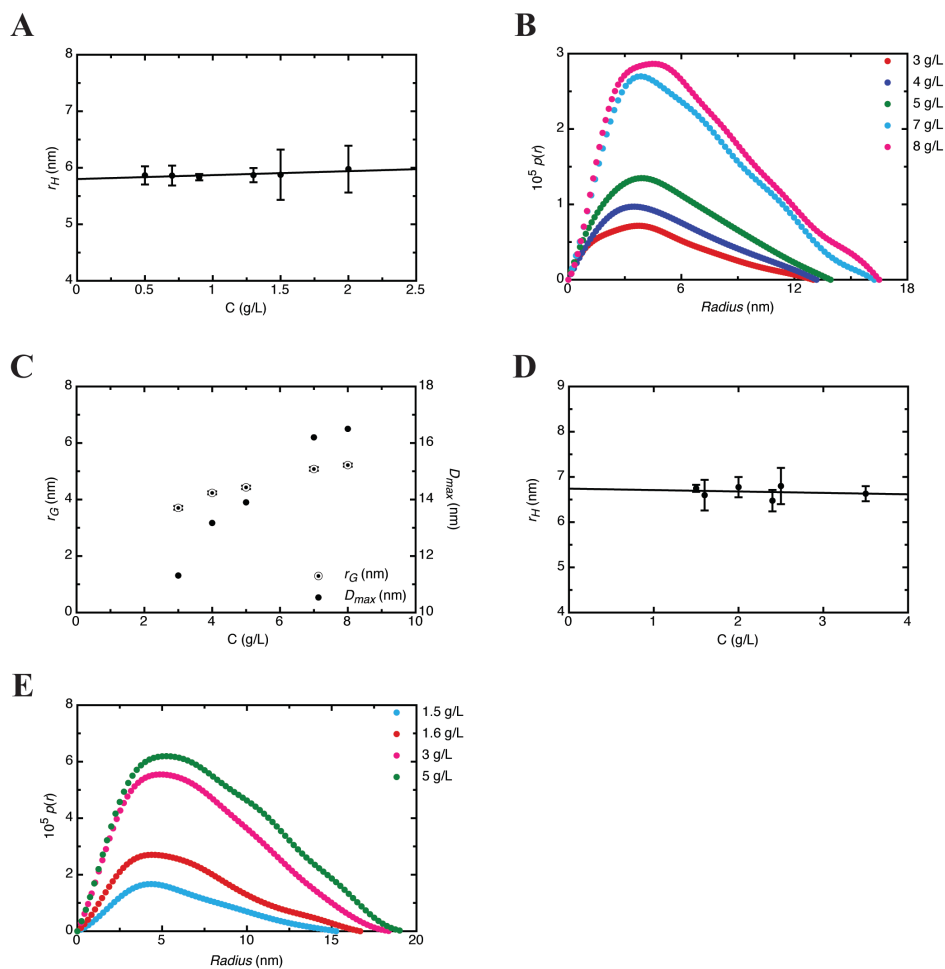 A
8
7
6
5
4
r_H (nm)
0
0.5
1
1.5
2
2.5
C (g/L)
B
3
2
1
0
10^5 p(r)
0
6
12
18
Radius (nm)
3 g/L
4 g/L
5 g/L
7 g/L
8 g/L
C
8
6
4
2
0
r_G (nm)
18
16
14
12
10
D_max (nm)
r_G (nm)
D_max (nm)
0
2
4
6
8
10
C (g/L)
D
9
8
7
6
5
4
r_H (nm)
0
1
2
3
4
C (g/L)
E
8
6
4
2
0
10^5 p(r)
0
5
10
15
20
Radius (nm)
1.5 g/L
1.6 g/L
3 g/L
5 g/L